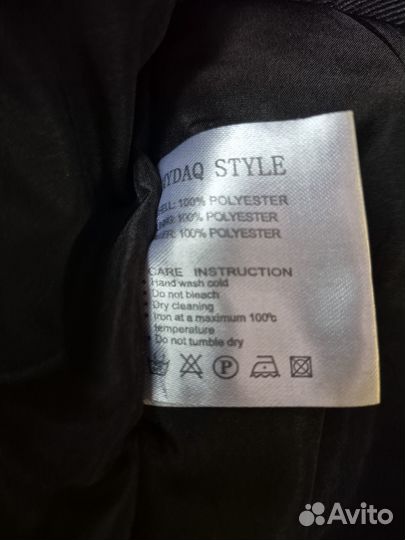 YDAQ STYLE
ELL: 100% POLYESTER
NING: 100% POLYESTER
ER: 100% POLYESTER
CARE INSTRUCTION
Hand wash cold
Do not bleach
Dry cleaning
Iron at a maximum 100°c
temperature
Do not tumble dry
P
Avito